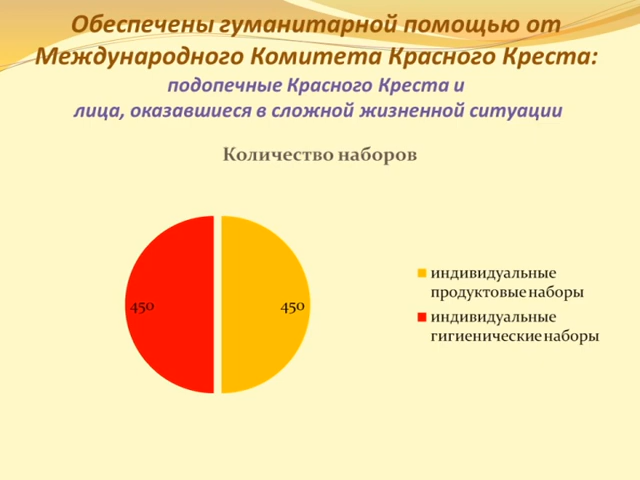 Обеспечены гуманитарной помощью от
Международного Комитета Красного Креста:
подопечные Красного Креста и
лица, оказавшиеся в сложной жизненной ситуации
Количество наборов
450
450
индивидуальные
продуктовые наборы
индивидуальные
гигиенические наборы